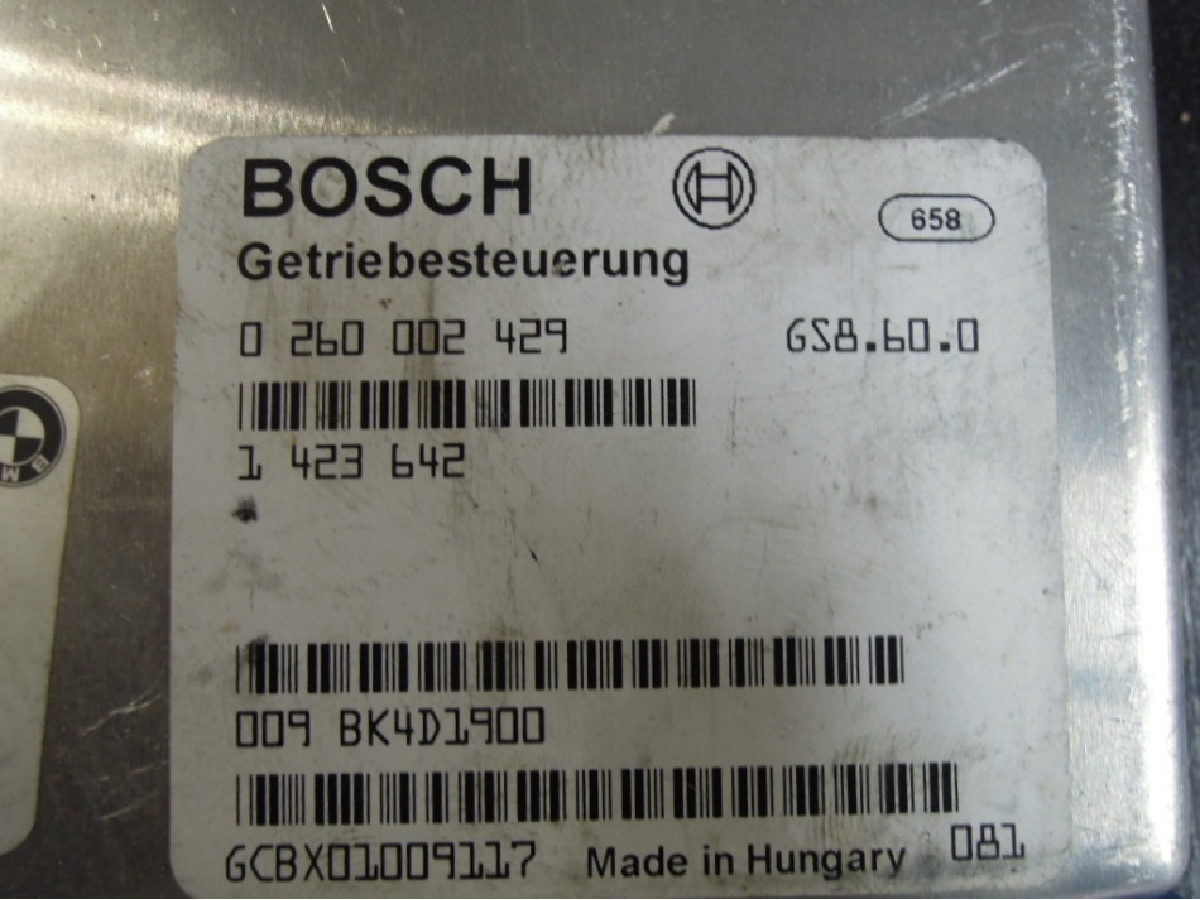 BOSCH
658
Getriebesteuerung
0 260 002 429 GS8.60.0
1 423 642
BMW
009 BK4D1900
GCBX01009117 Made in Hungary 081